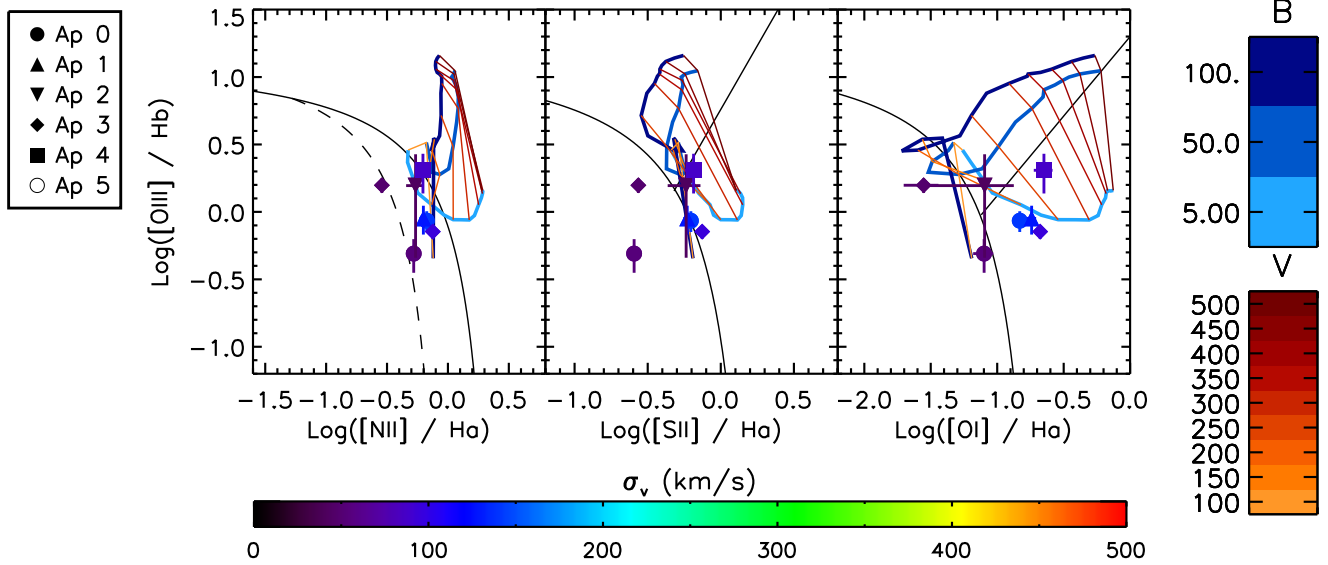 Ap 0
Ap 1
Ap 2
Ap 3
Ap 4
Ap 5
Log([OIII] / Hb)
1.5
1.0
0.5
0.0
−0.5
−1.0
−1.5 −1.0 −0.5 0.0 0.5
Log([NII] / Ha)
−1.0 −0.5 0.0 0.5
Log([SII] / Ha)
−2.0 −1.5 −1.0 −0.5 0.0
Log([OI] / Ha)
B
100.
50.0
5.00
V
500
450
400
350
300
250
200
150
100
σv (km/s)
0 100 200 300 400 500